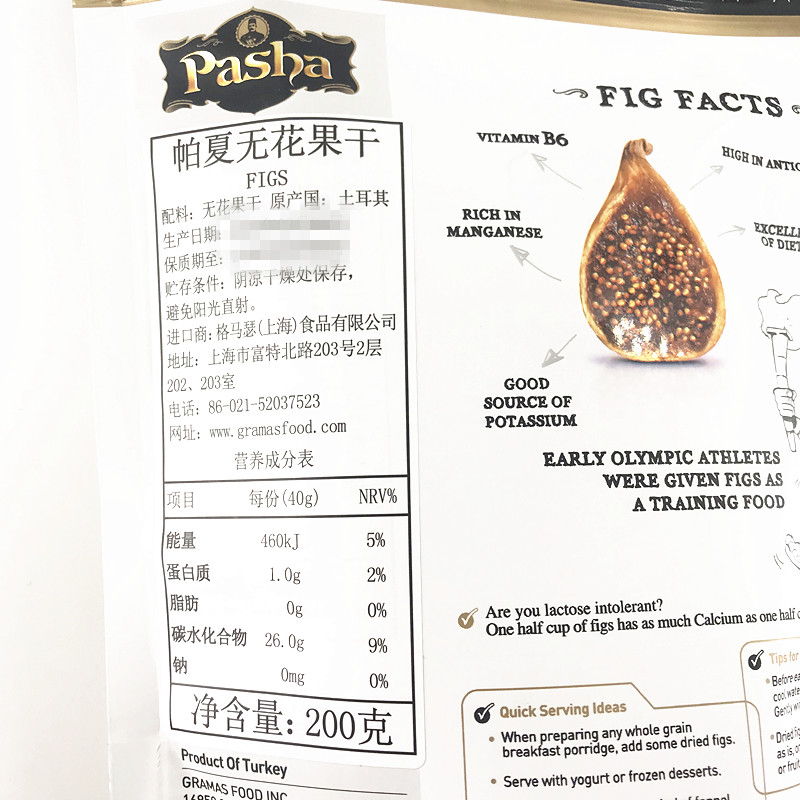 Pasha
帕夏无花果干
FIGS
配料：无花果干 原产国：土耳其
生产日期:
保质期至:
贮存条件：阴凉干燥处保存，
避免阳光直射。
进口商：格马瑟(上海)食品有限公司
地址：上海市富特北路203号2层
202、203室
电话：86-021-52037523
网址：www.gramasfood.com
营养成分表
项目 每份(40g) NRV%
能量 460kJ 5%
蛋白质 1.0g 2%
脂肪 0g 0%
碳水化合物 26.0g 9%
钠 0mg 0%
净含量：200克
Product Of Turkey
GRAMAS FOOD INC
FIG FACTS
VITAMIN B6
HIGH IN
RICH IN
MANGANESE
OF
GOOD
SOURCE OF
POTASSIUM
EARLY OLYMPIC ATHLETES
WERE GIVEN FIGS AS
A TRAINING FOOD
Are you lactose intolerant?
One half cup of figs has as much Calcium as one half
Quick Serving Ideas
• When preparing any whole grain
breakfast porridge, add some dried figs.
• Serve with yogurt or frozen desserts.
Tips for
• Before
cool
Gently
• Dried
as is,
or